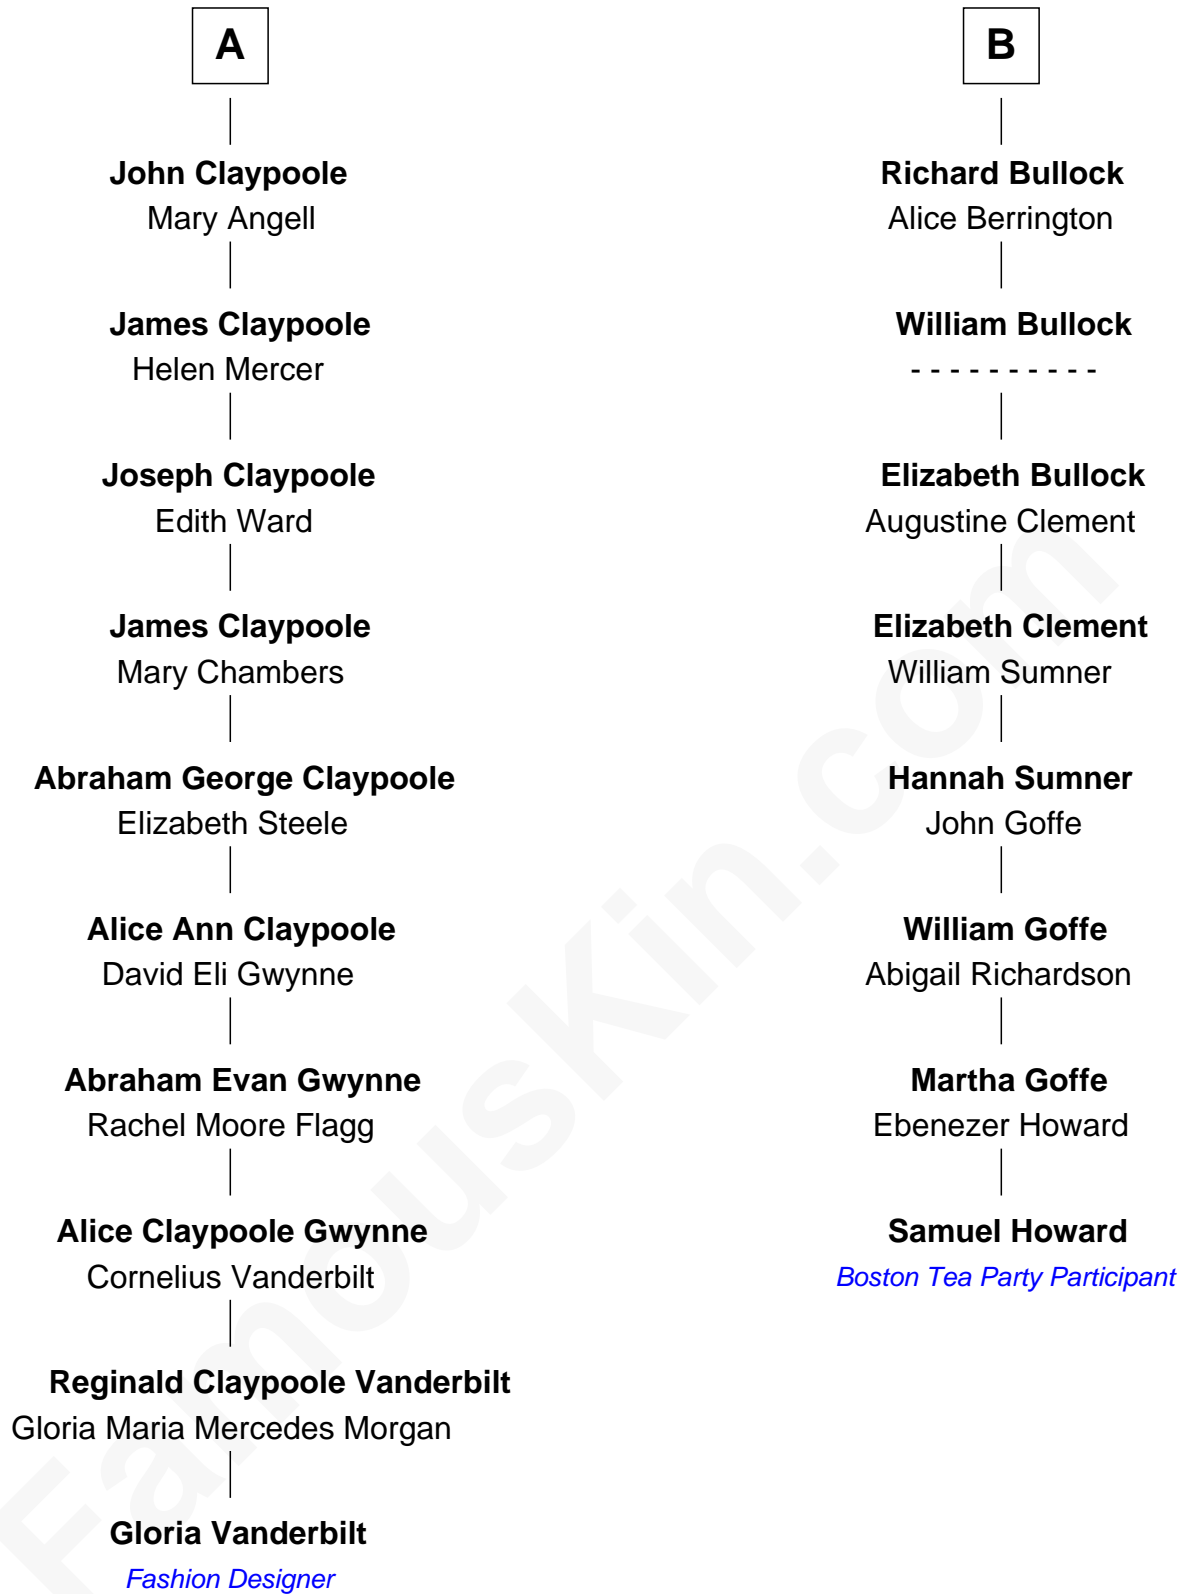 A
John Claypoole
Mary Angell
James Claypoole
Helen Mercer
Joseph Claypoole
Edith Ward
James Claypoole
Mary Chambers
Abraham George Claypoole
Elizabeth Steele
Alice Ann Claypoole
David Eli Gwynne
Abraham Evan Gwynne
Rachel Moore Flagg
Alice Claypoole Gwynne
Cornelius Vanderbilt
Reginald Claypoole Vanderbilt
Gloria Maria Mercedes Morgan
Gloria Vanderbilt
Fashion Designer
B
Richard Bullock
Alice Berrington
William Bullock
- - - - - - - - - -
Elizabeth Bullock
Augustine Clement
Elizabeth Clement
William Sumner
Hannah Sumner
John Goffe
William Goffe
Abigail Richardson
Martha Goffe
Ebenezer Howard
Samuel Howard
Boston Tea Party Participant
FamousKin.com